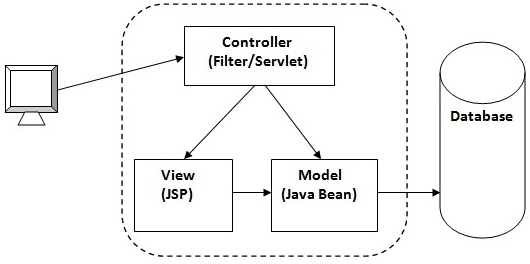 Controller
(Filter/Servlet)
Database
View
(JSP)
Model
(Java Bean)